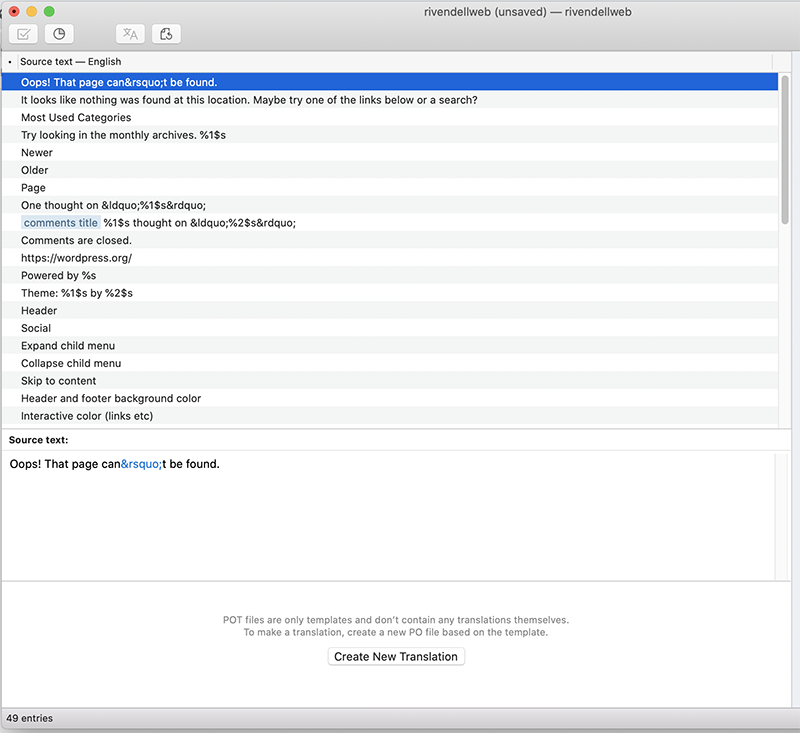 rivendellweb (unsaved) — rivendellweb
Source text — English
Oops! That page can&rsquo;t be found.
It looks like nothing was found at this location. Maybe try one of the links below or a search?
Most Used Categories
Try looking in the monthly archives. %1$s
Newer
Older
Page
One thought on &ldquo;%1$s&rdquo;
comments title %1$s thought on &ldquo;%2$s&rdquo;
Comments are closed.
https://wordpress.org/
Powered by %s
Theme: %1$s by %2$s
Header
Social
Expand child menu
Collapse child menu
Skip to content
Header and footer background color
Interactive color (links etc)
Source text:
Oops! That page can&rsquo;t be found.
POT files are only templates and don’t contain any translations themselves.
To make a translation, create a new PO file based on the template.
Create New Translation
49 entries